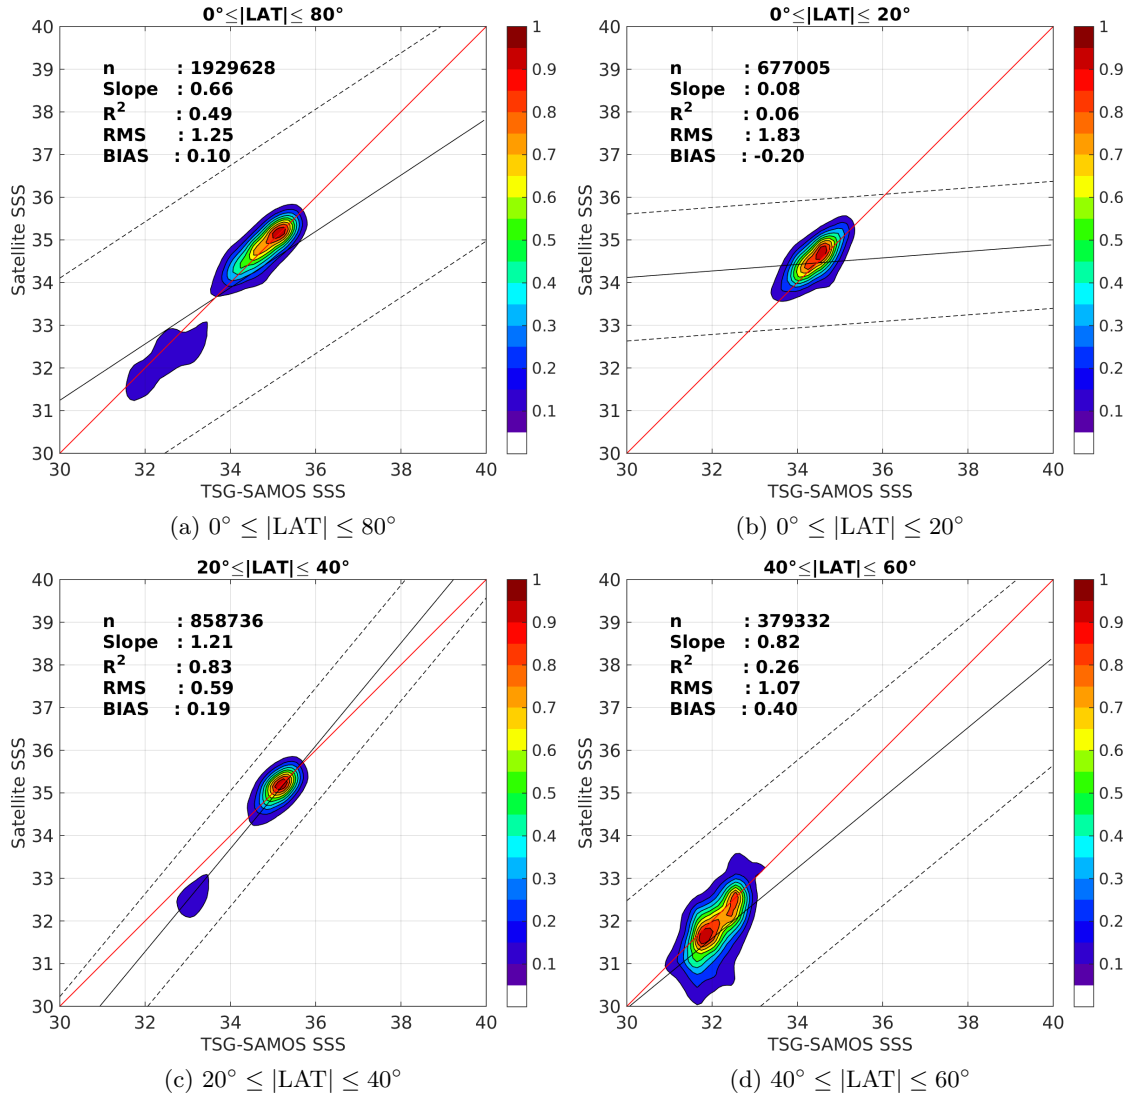 0°≤|LAT|≤ 80°
n : 1929628
Slope : 0.66
R² : 0.49
RMS : 1.25
BIAS : 0.10
40
39
38
37
36
35
34
33
32
31
30
Satellite SSS
30 32 34 36 38 40
TSG-SAMOS SSS
1
0.9
0.8
0.7
0.6
0.5
0.4
0.3
0.2
0.1
(a) 0° ≤ |LAT| ≤ 80°
0°≤|LAT|≤ 20°
n : 677005
Slope : 0.08
R² : 0.06
RMS : 1.83
BIAS : -0.20
40
39
38
37
36
35
34
33
32
31
30
Satellite SSS
30 32 34 36 38 40
TSG-SAMOS SSS
1
0.9
0.8
0.7
0.6
0.5
0.4
0.3
0.2
0.1
(b) 0° ≤ |LAT| ≤ 20°
20°≤|LAT|≤ 40°
n : 858736
Slope : 1.21
R² : 0.83
RMS : 0.59
BIAS : 0.19
40
39
38
37
36
35
34
33
32
31
30
Satellite SSS
30 32 34 36 38 40
TSG-SAMOS SSS
1
0.9
0.8
0.7
0.6
0.5
0.4
0.3
0.2
0.1
(c) 20° ≤ |LAT| ≤ 40°
40°≤|LAT|≤ 60°
n : 379332
Slope : 0.82
R² : 0.26
RMS : 1.07
BIAS : 0.40
40
39
38
37
36
35
34
33
32
31
30
Satellite SSS
30 32 34 36 38 40
TSG-SAMOS SSS
1
0.9
0.8
0.7
0.6
0.5
0.4
0.3
0.2
0.1
(d) 40° ≤ |LAT| ≤ 60°